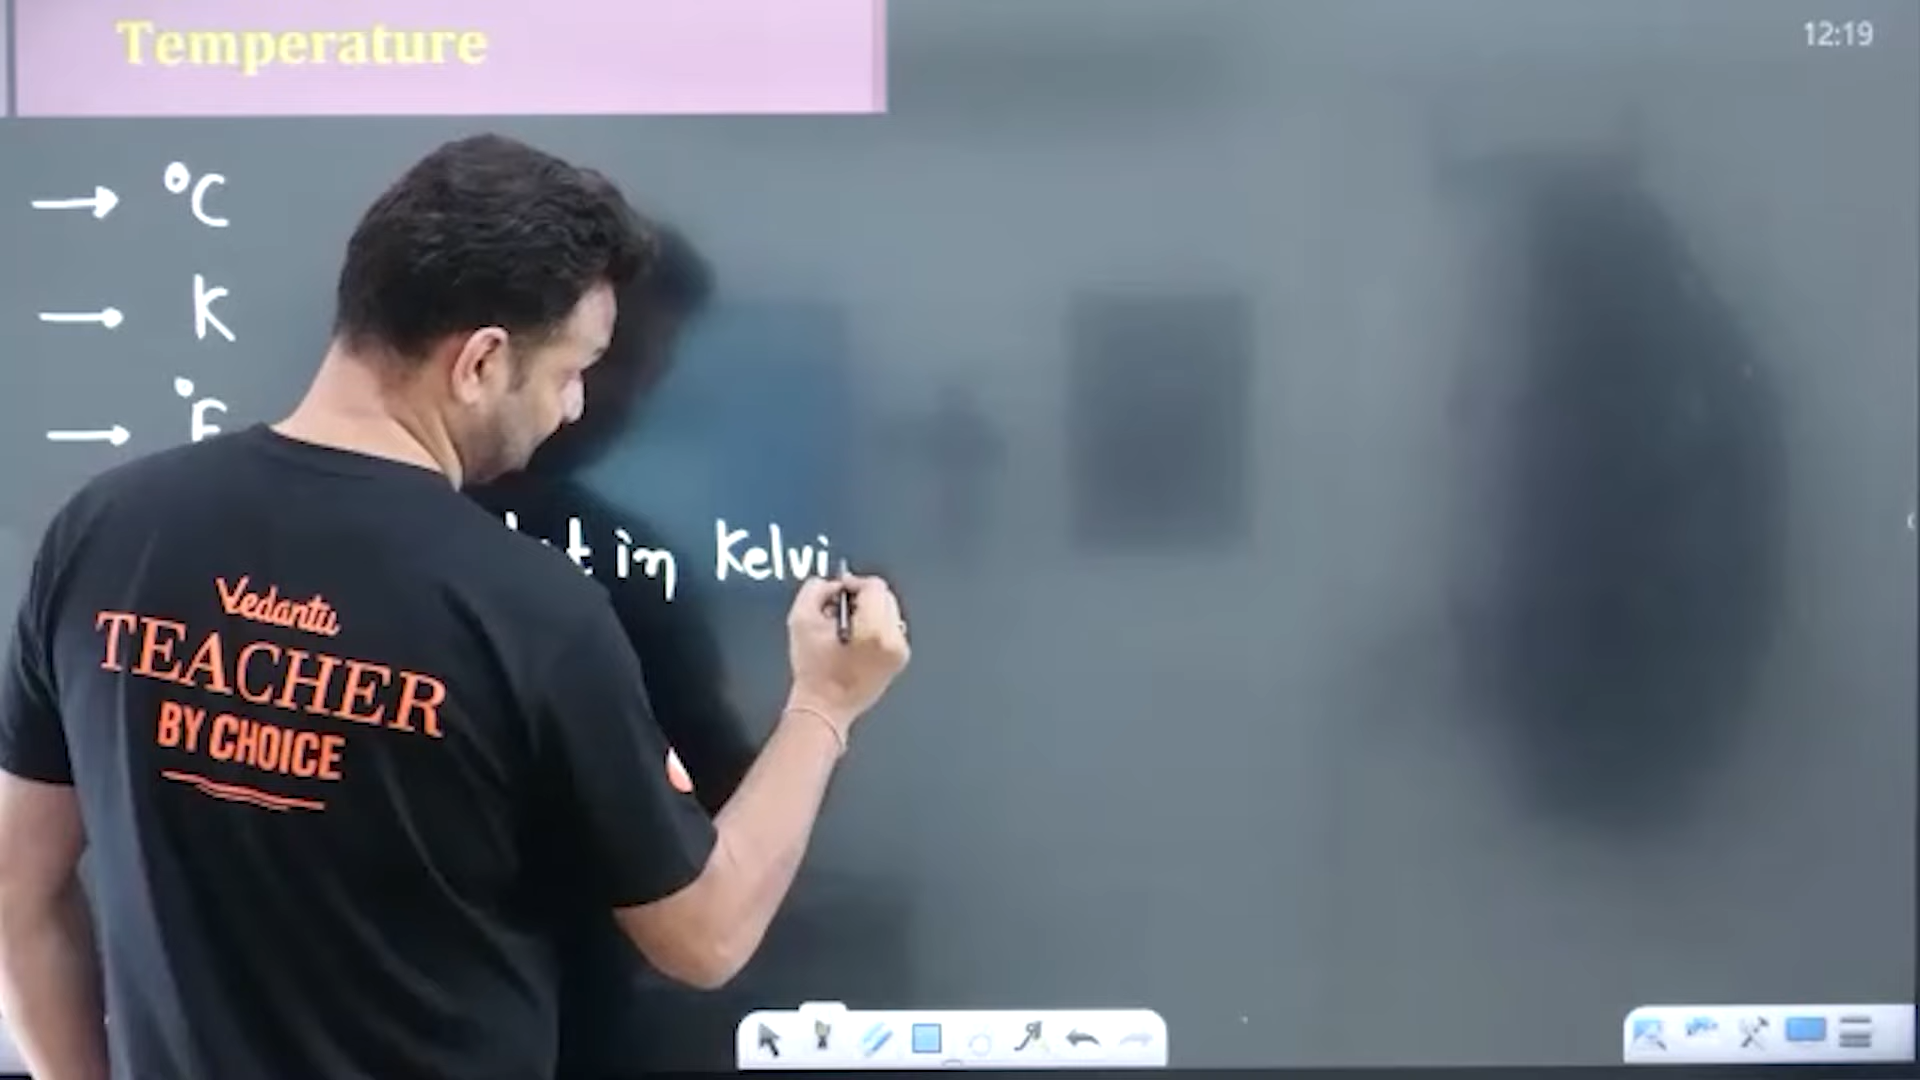 Temperature
12:19
→ °C
→ K
→ °F
in Kelvi
Vedantu
TEACHER
BY CHOICE